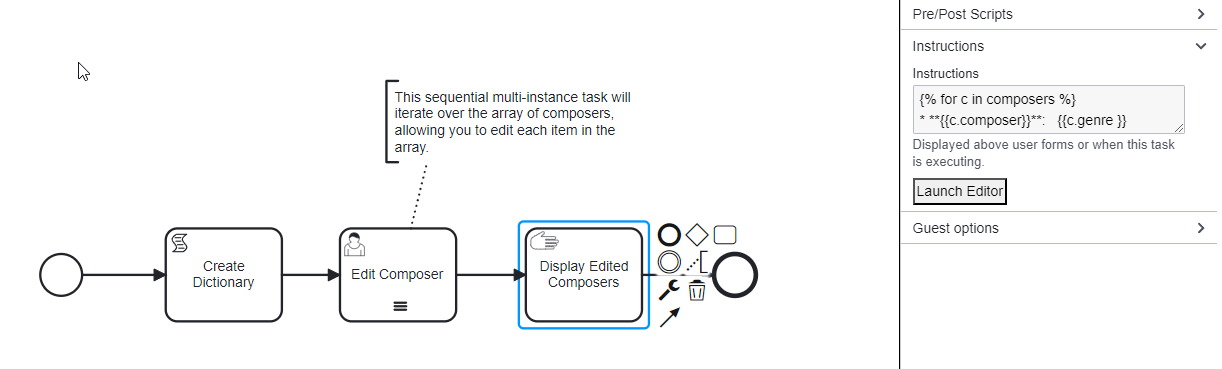 This sequential multi-instance task will
iterate over the array of composers,
allowing you to edit each item in the
array.
Create
Dictionary
Edit Composer
Display Edited
Composers
Pre/Post Scripts
Instructions
Instructions
{% for c in composers %}
* **{{c.composer}}**:   {{c.genre }}
Displayed above user forms or when this task
is executing.
Launch Editor
Guest options